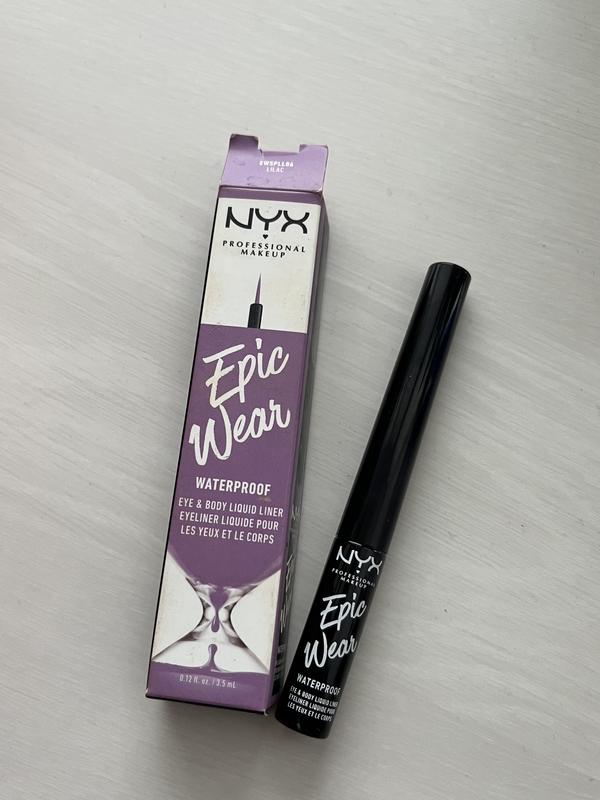 EWSPLL06
LILAC
NYX
PROFESSIONAL
MAKEUP
Epic
Wear
WATERPROOF
EYE & BODY LIQUID LINER
EYELINER LIQUIDE POUR
LES YEUX ET LE CORPS
0.12 fl. oz. / 3.5 mL
NYX
PROFESSIONAL
MAKEUP
Epic
Wear
WATERPROOF
EYE & BODY LIQUID LINER
EYELINER LIQUIDE POUR
LES YEUX ET LE CORPS